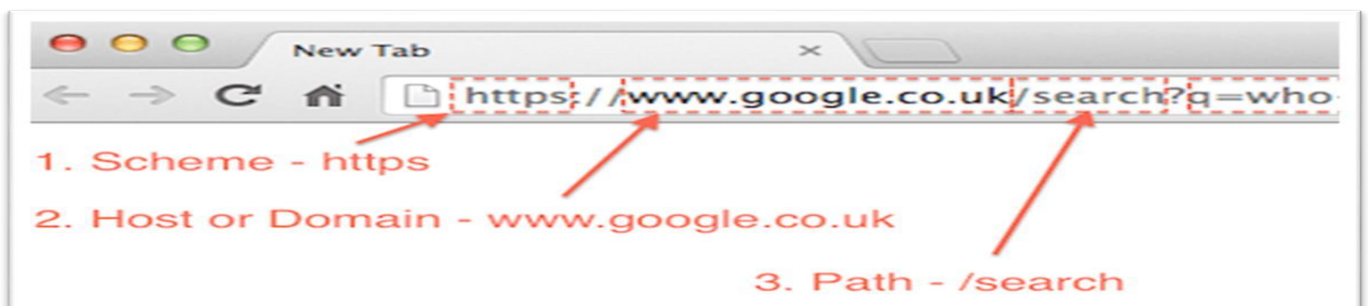 New Tab
https://www.google.co.uk/search?q=who
1. Scheme - https
2. Host or Domain - www.google.co.uk
3. Path - /search